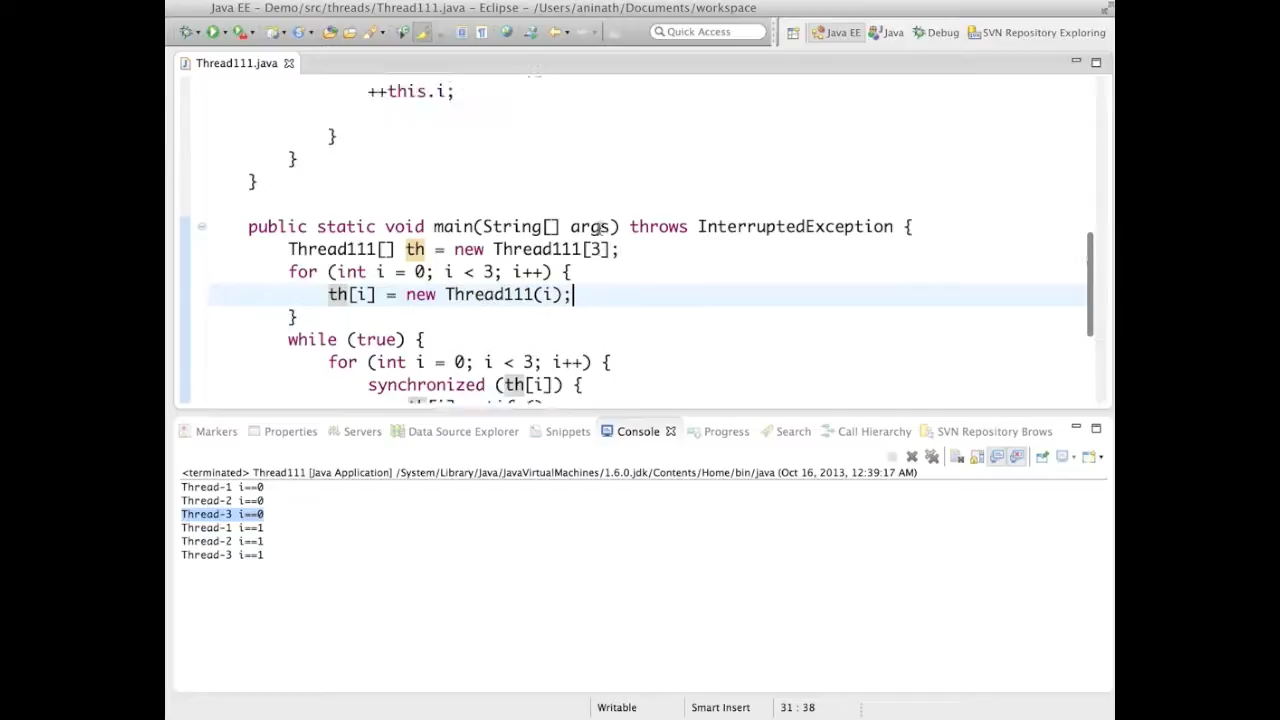 Java EE - Demo/src/threads/Thread111.java - Eclipse - /Users/aninath/Documents/workspace
Quick Access
Java EE
Java
Debug
SVN Repository Exploring
Thread111.java
++this.i;
}
}
}
public static void main(String[] args) throws InterruptedException {
Thread111[] th = new Thread111[3];
for (int i = 0; i < 3; i++) {
th[i] = new Thread111(i);
}
while (true) {
for (int i = 0; i < 3; i++) {
synchronized (th[i]) {
Markers Properties Servers Data Source Explorer Snippets Console Progress Search Call Hierarchy SVN Repository Brows
<terminated> Thread111 [Java Application] /System/Library/Java/JavaVirtualMachines/1.6.0.jdk/Contents/Home/bin/java (Oct 16, 2013, 12:39:17 AM)
Thread-1 i==0
Thread-2 i==0
Thread-3 i==0
Thread-1 i==1
Thread-2 i==1
Thread-3 i==1
Writable Smart Insert 31 : 38